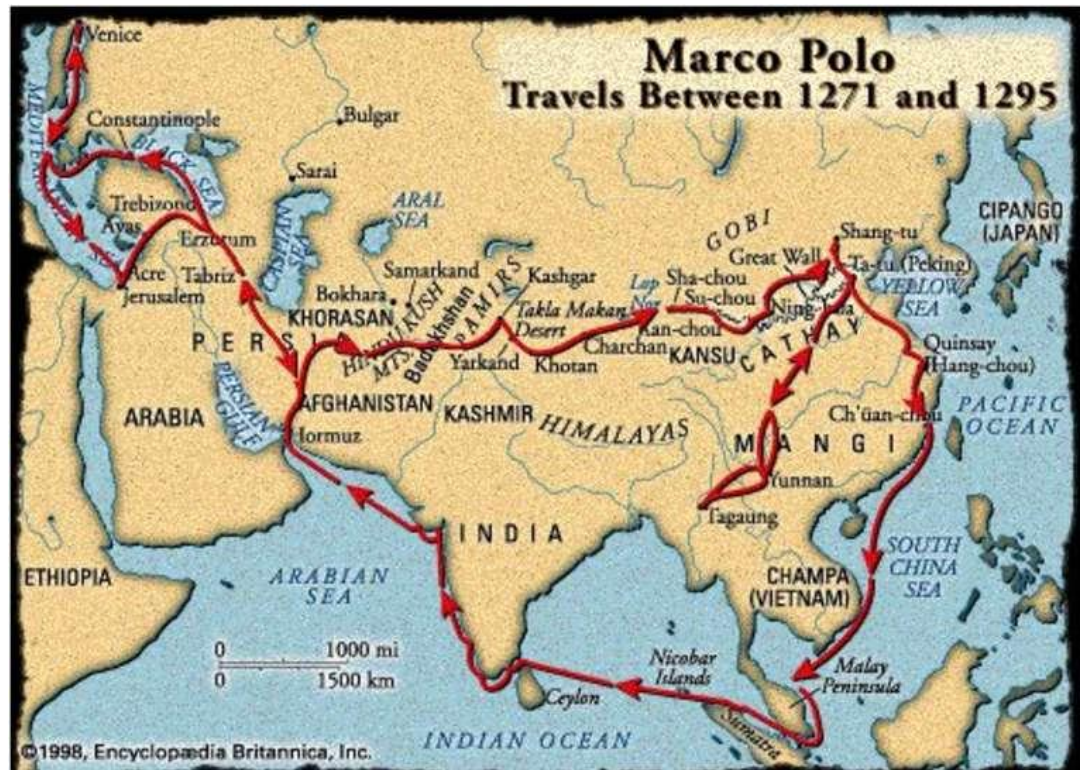 Marco Polo
Travels Between 1271 and 1295
Venice
Constantinople
BLACK SEA
Bulgar
Sarai
ARAL
SEA
CASPIAN
SEA
Trebizond
Ayas
Erzurum
Acre
Tabriz
Jerusalem
Bokhara
Samarkand
KHORASAN
HINDU KUSH
MTS.
Badakhshan
PAMIRS
Kashgar
Takla Makan
Desert
Yarkand
Khotan
Charchan
Lop
Nor
Sha-chou
Su-chou
Kan-chou
KANSU
GOBI
Great Wall
Shang-tu
Ta-tu (Peking)
CIPANGO
(JAPAN)
YELLOW
SEA
CATHAY
PERSIA
PERSIAN
GULF
ARABIA
AFGHANISTAN
KASHMIR
HIMALAYAS
Hormuz
Quinsay
(Hang-chou)
Ch'üan-chou
PACIFIC
OCEAN
MANGI
Yunnan
Tagaung
INDIA
ETHIOPIA
ARABIAN
SEA
CHAMPA
(VIETNAM)
SOUTH
CHINA
SEA
0 1000 mi
0 1500 km
Nicobar
Islands
Malay
Peninsula
Ceylon
Sumatra
INDIAN OCEAN
©1998, Encyclopædia Britannica, Inc.